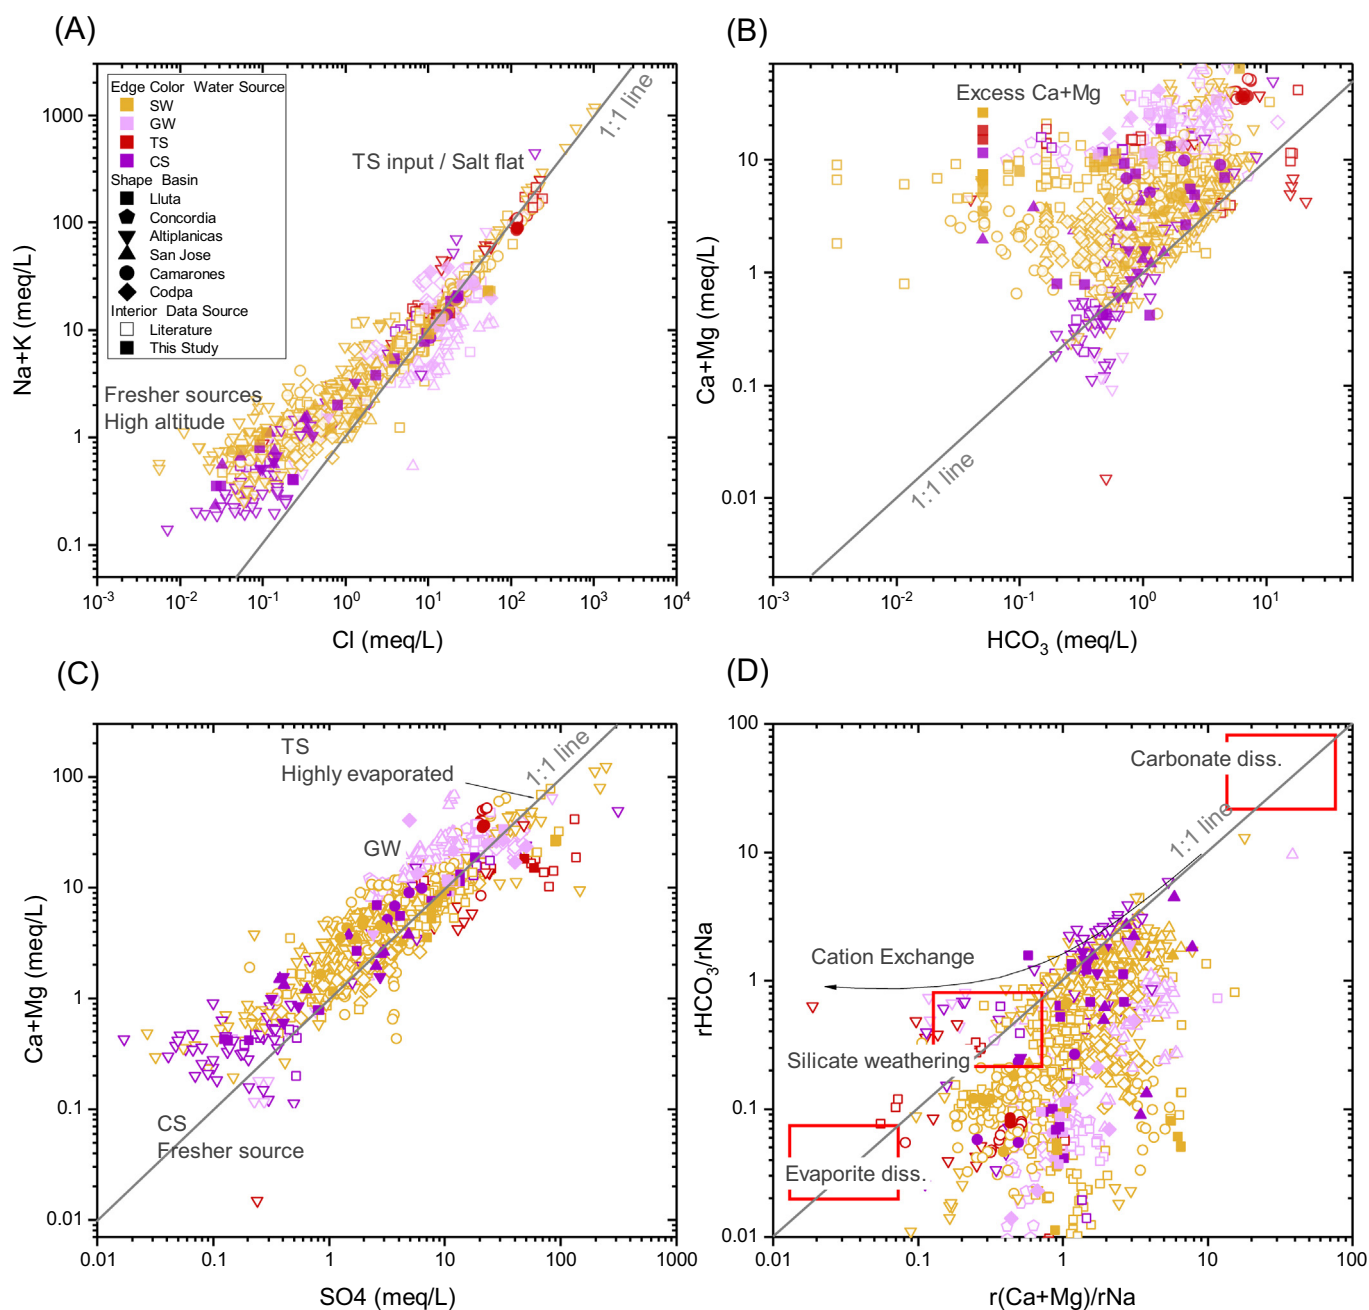 (A)
1000
100
10
1
0.1
Na+K (meq/L)
Edge Color Water Source
SW
GW
TS
CS
Shape Basin
Lluta
Concordia
Altiplanicas
San Jose
Camarones
Codpa
Interior Data Source
Literature
This Study
TS input / Salt flat
1:1 line
Fresher sources
High altitude
10-3 10-2 10-1 100 101 102 103 104
Cl (meq/L)
(B)
10
1
0.1
0.01
Ca+Mg (meq/L)
Excess Ca+Mg
1:1 line
10-3 10-2 10-1 100 101
HCO3 (meq/L)
(C)
100
10
1
0.1
0.01
Ca+Mg (meq/L)
TS
Highly evaporated
1:1 line
GW
CS
Fresher source
0.01 0.1 1 10 100 1000
SO4 (meq/L)
(D)
100
10
1
0.1
0.01
rHCO3/rNa
Carbonate diss.
1:1 line
Cation Exchange
Silicate weathering
Evaporite diss.
0.01 0.1 1 10 100
r(Ca+Mg)/rNa